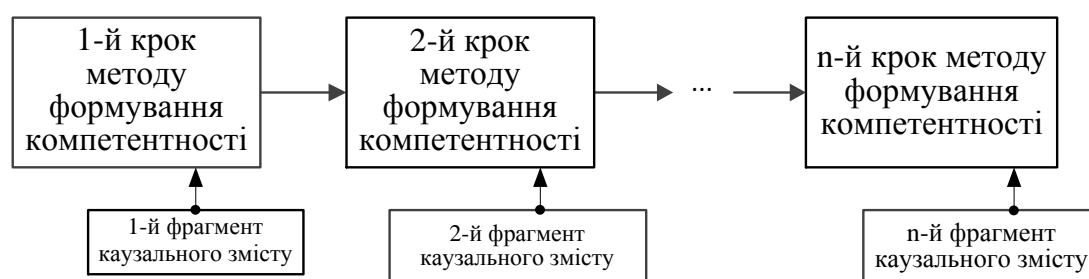 1-й крок
методу
формування
компетентності
2-й крок
методу
формування
компетентності
...
n-й крок методу
формування
компетентності
1-й фрагмент
каузального змісту
2-й фрагмент
каузального змісту
n-й фрагмент
каузального змісту